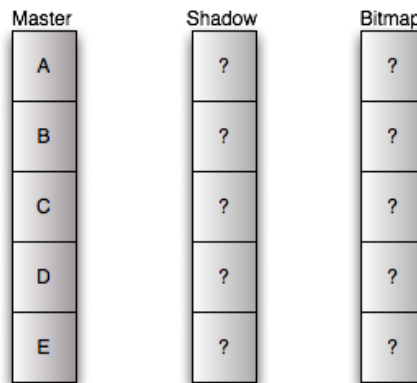 Master Shadow Bitmap
A ? ?
B ? ?
C ? ?
D ? ?
E ? ?